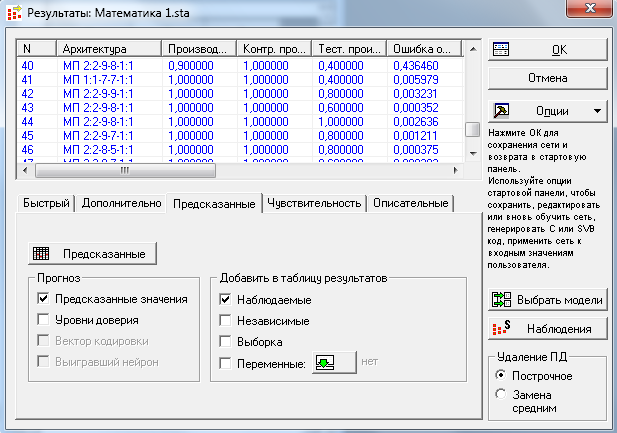 Результаты: Математика 1.sta
N Архитектура Производ... Контр. про... Тест. прои... Ошибка о...
40 МП 2:2-9-8-1:1 0,900000 1,000000 0,400000 0,436460
41 МП 1:1-7-7-1:1 1,000000 1,000000 0,400000 0,005979
42 МП 2:2-9-9-1:1 1,000000 1,000000 0,800000 0,003231
43 МП 2:2-9-8-1:1 1,000000 1,000000 0,600000 0,000352
44 МП 2:2-9-8-1:1 1,000000 1,000000 1,000000 0,002636
45 МП 2:2-9-7-1:1 1,000000 1,000000 0,800000 0,001211
46 МП 2:2-8-5-1:1 1,000000 1,000000 0,800000 0,000375
OK
Отмена
Опции
Нажмите ОК для
сохранения сети и
возврата в стартовую
панель.
Используйте опции
стартовой панели, чтобы
сохранить, редактировать
или вновь обучить сеть,
генерировать C или SVB
код, применить сеть к
входным значениям
пользователя.
Быстрый Дополнительно Предсказанные Чувствительность Описательные
Предсказанные
Прогноз
Предсказанные значения
Уровни доверия
Вектор кодировки
Выигравший нейрон
Добавить в таблицу результатов
Наблюдаемые
Независимые
Выборка
Переменные: нет
Выбрать модели
Наблюдения
Удаление ПД
Построчное
Замена
средним